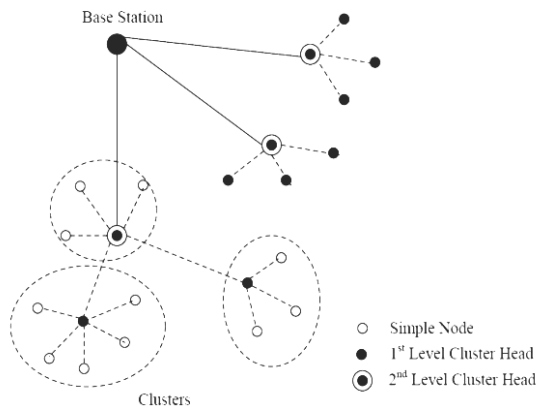 Base Station
Simple Node
1st Level Cluster Head
2nd Level Cluster Head
Clusters